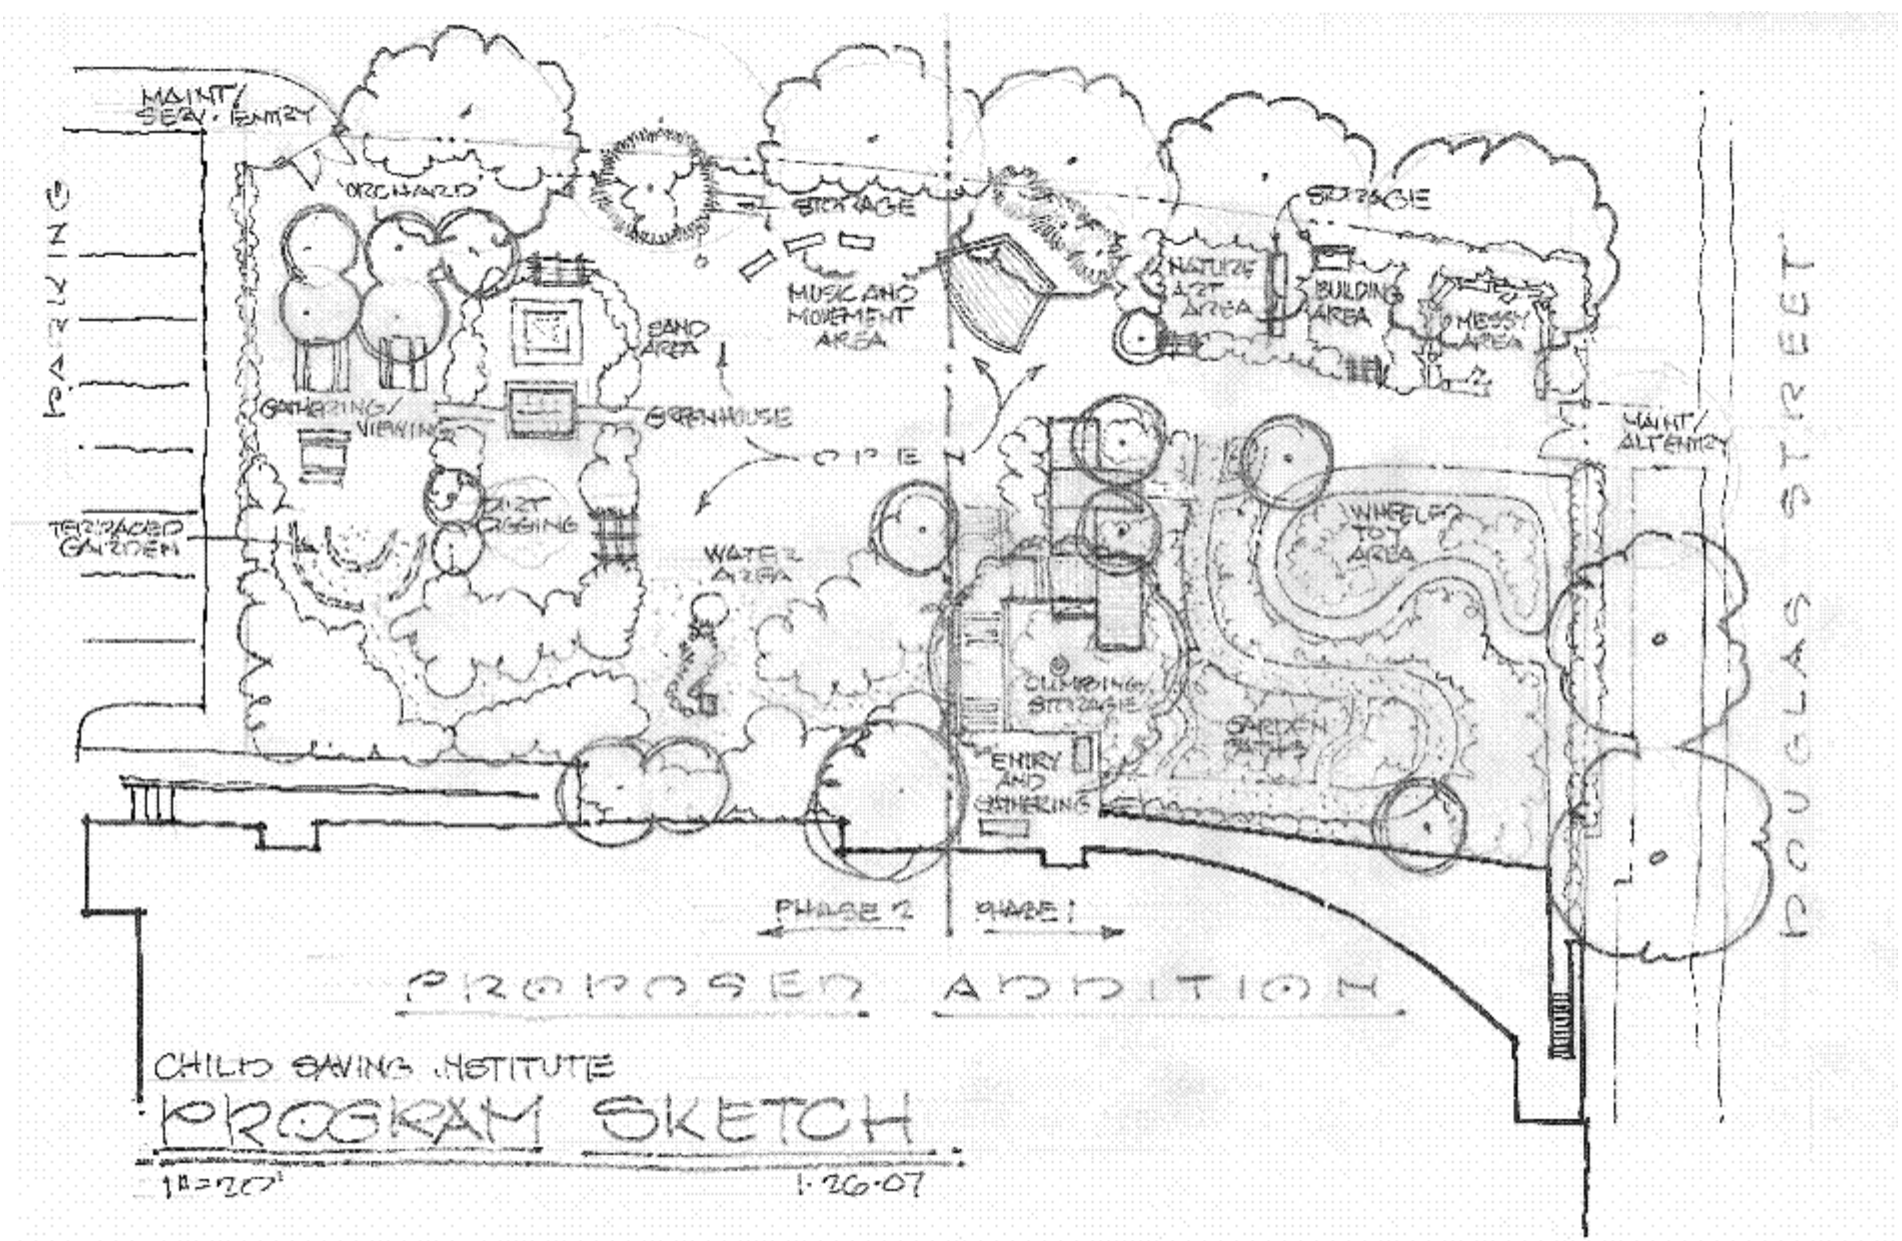 MAINT/
SERV. ENTRY
PARKING
ORCHARD
STORAGE
STORAGE
MUSIC AND
MOVEMENT
AREA
NATURE
ART
AREA
BUILDING
AREA
MESSY
AREA
SAND
AREA
GATHERING/
VIEWING
GREENHOUSE
OPEN
MAINT/
ALT ENTRY
DOUGLAS STREET
TERRACED
GARDEN
DIRT
DIGGING
WATER
AREA
WHEELED
TOY
AREA
CLIMBING/
STORAGE
GARDEN
PATHS
ENTRY
AND
GATHERING
PHASE 2
PHASE 1
PROPOSED ADDITION
CHILD SAVING INSTITUTE
PROGRAM SKETCH
1"=20'
1·26·07